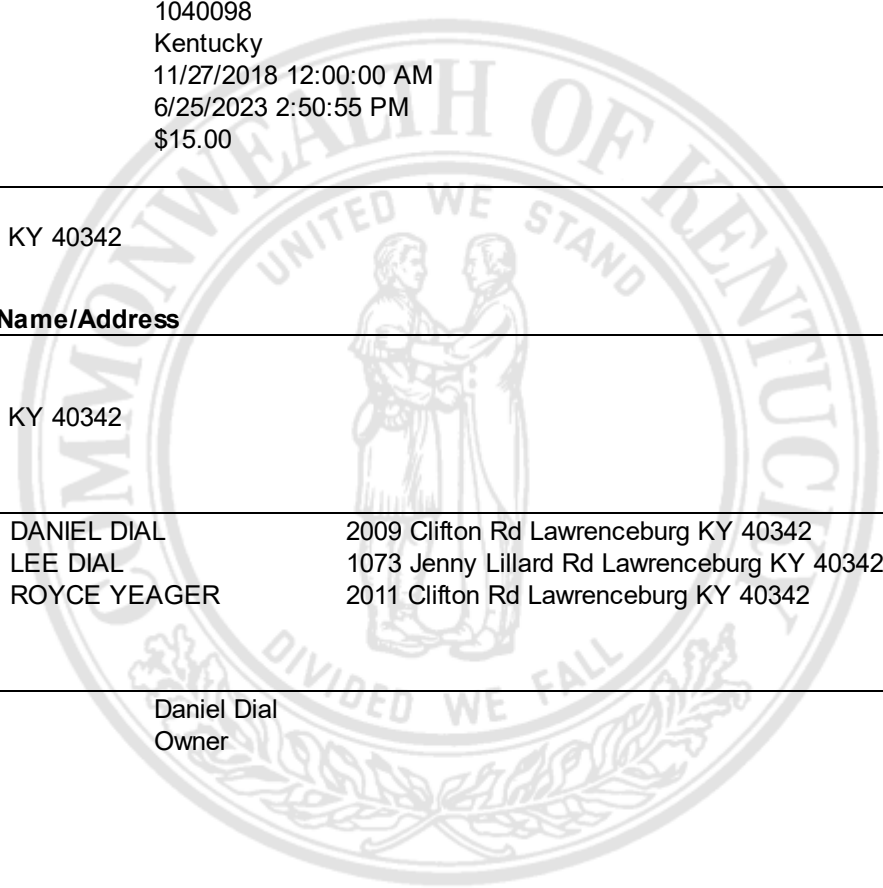 1040098
Kentucky
11/27/2018 12:00:00 AM
6/25/2023 2:50:55 PM
$15.00
COMMONWEALTH OF KENTUCKY
UNITED WE STAND
KY 40342
Name/Address
KY 40342
DANIEL DIAL 2009 Clifton Rd Lawrenceburg KY 40342
LEE DIAL 1073 Jenny Lillard Rd Lawrenceburg KY 40342
ROYCE YEAGER 2011 Clifton Rd Lawrenceburg KY 40342
DIVIDED WE FALL
Daniel Dial
Owner